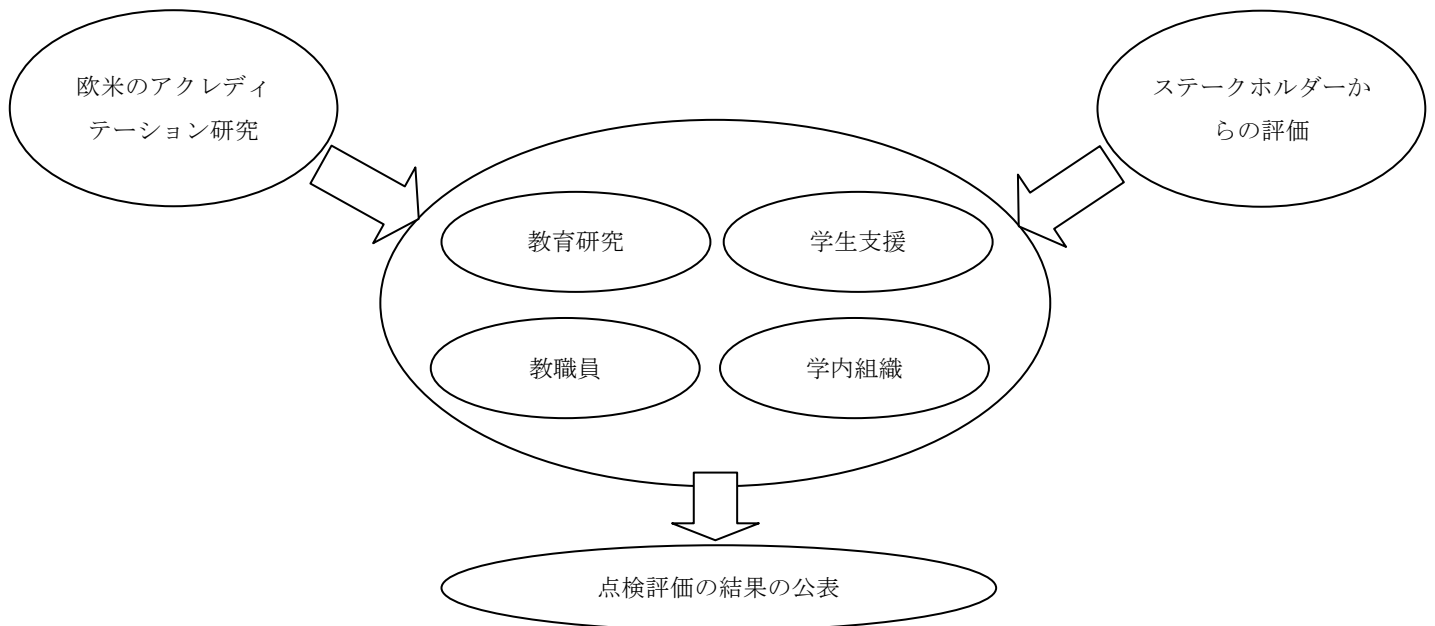 欧米のアクレディ
テーション研究
ステークホルダーか
らの評価
教育研究
学生支援
教職員
学内組織
点検評価の結果の公表